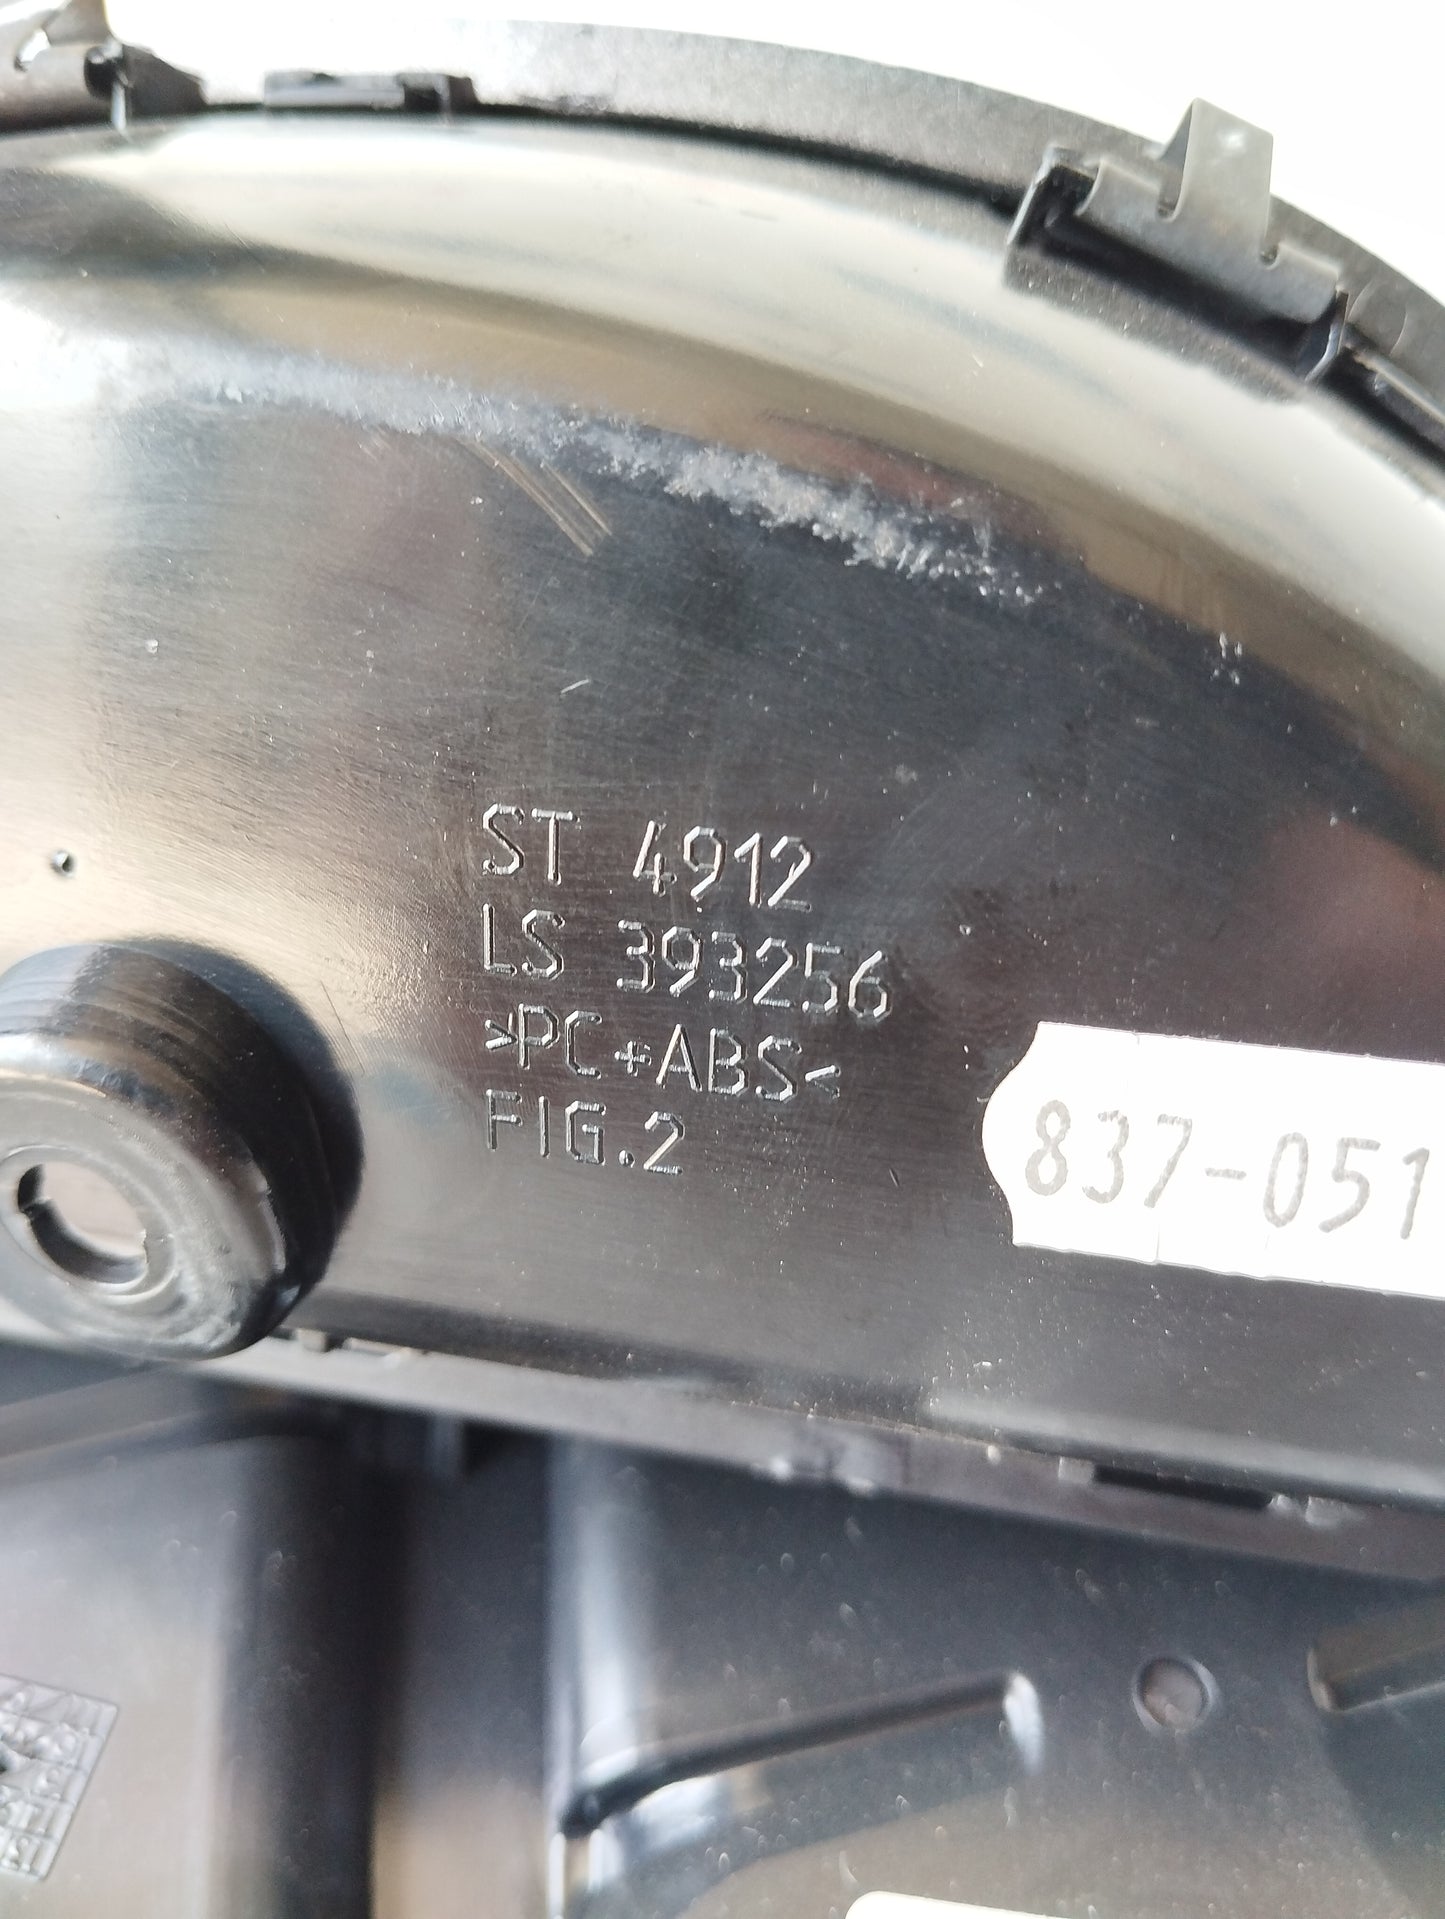 ST 4912
LS 393256
>PC+ABS<
FIG.2
837-051